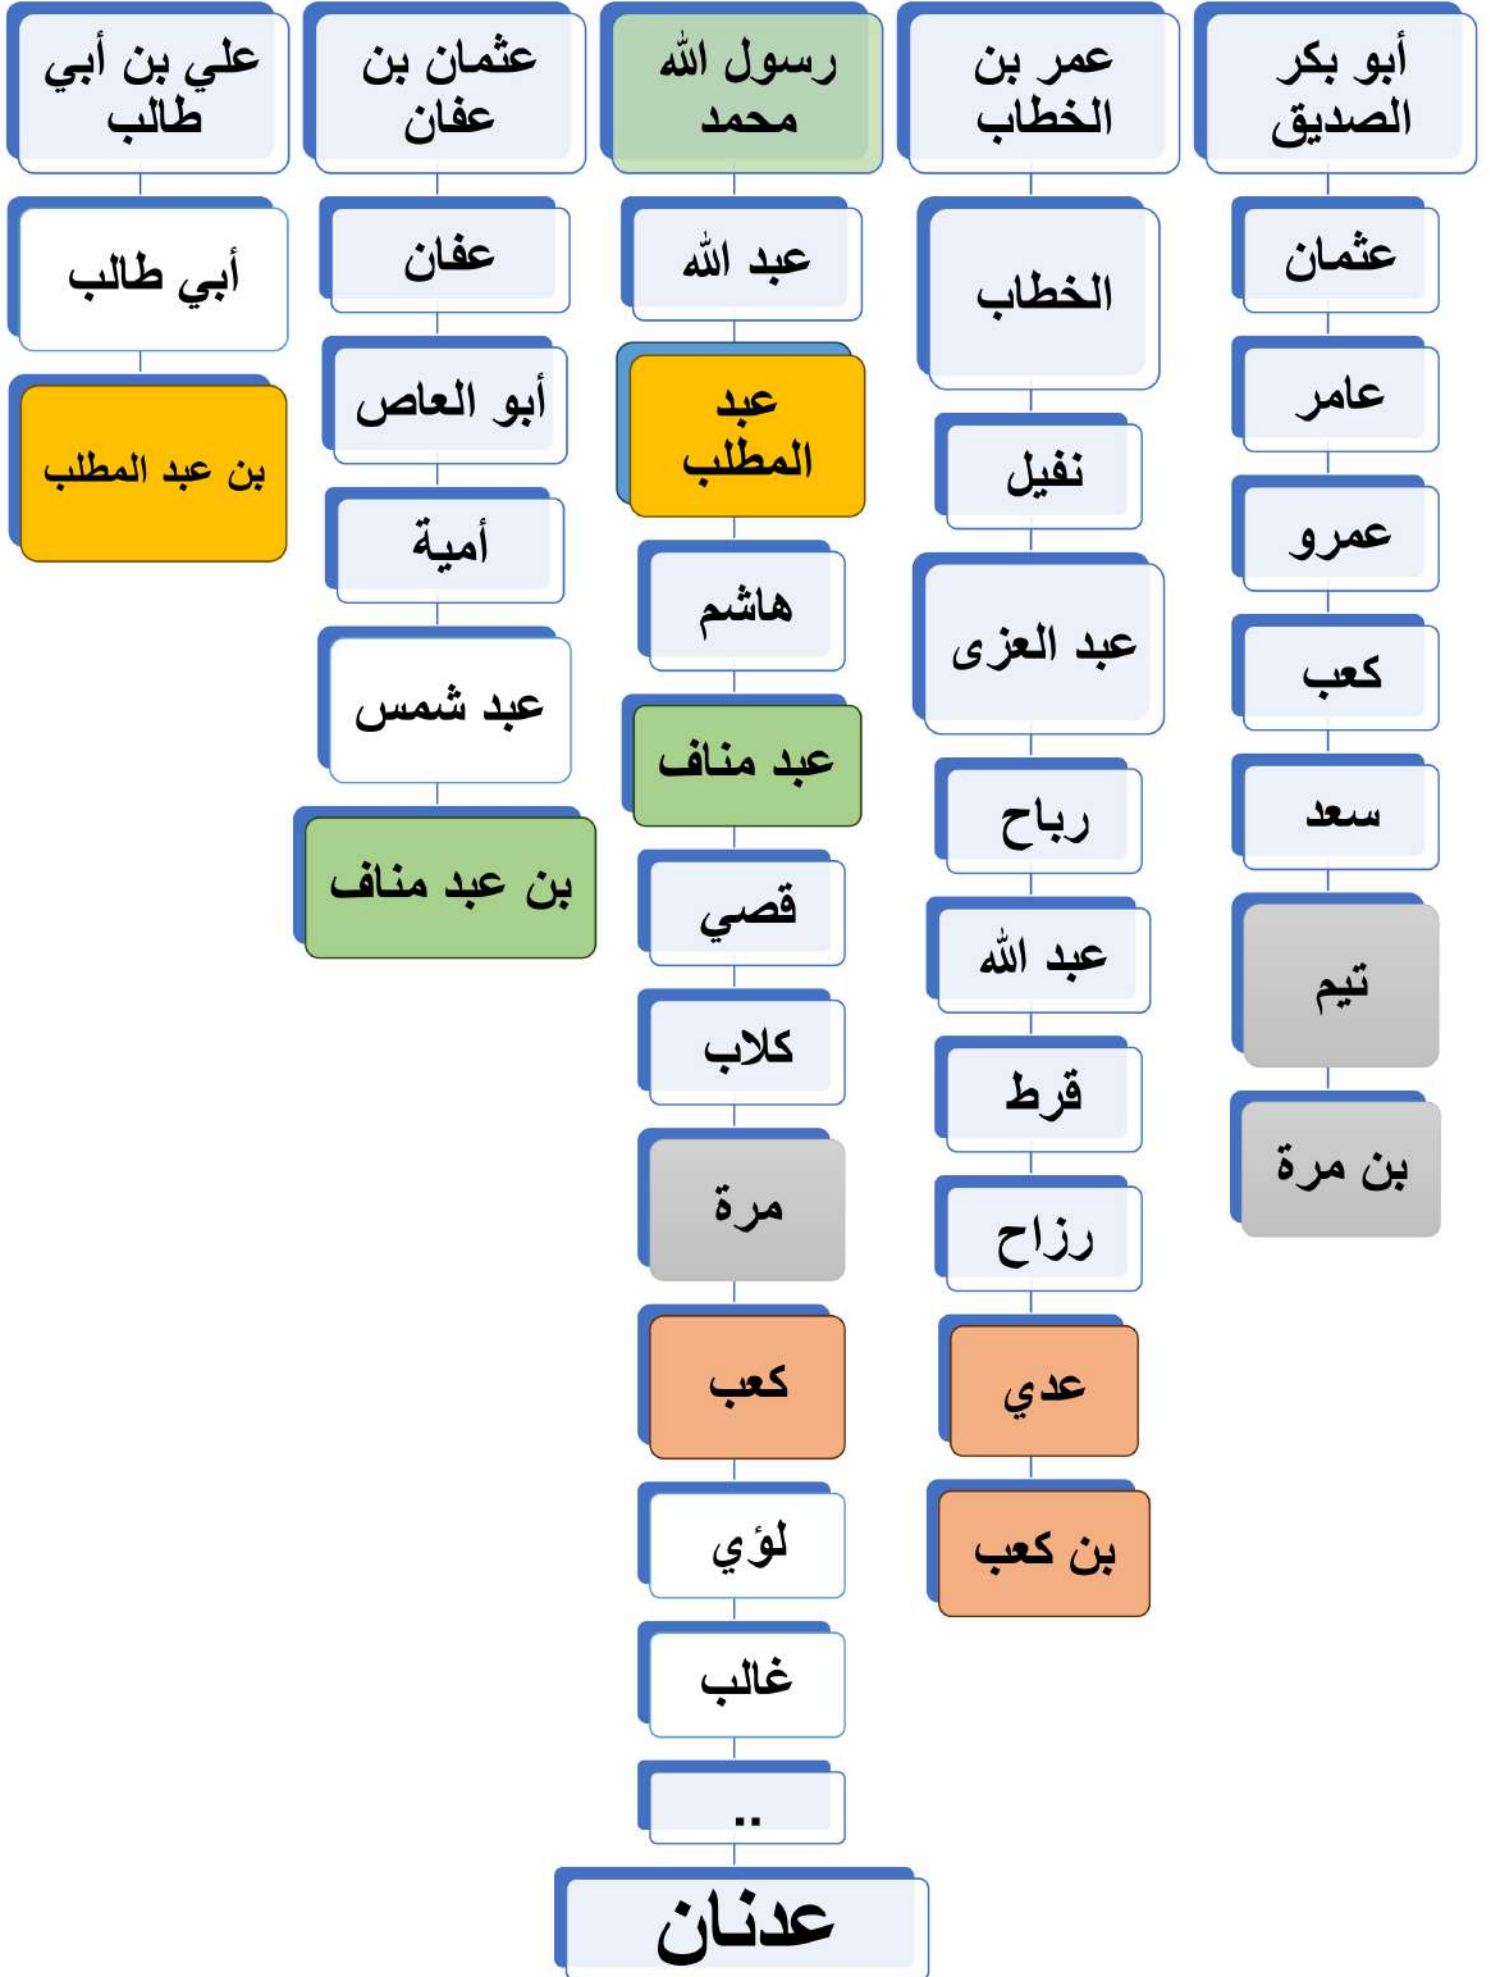 أبو بكر
الصديق
عثمان
عامر
عمرو
كعب
سعد
تيم
بن مرة
عمر بن
الخطاب
الخطاب
نفيل
عبد العزى
رباح
عبد الله
قرط
رزاح
عدي
بن كعب
رسول الله
محمد
عبد الله
عبد
المطلب
هاشم
عبد مناف
قصي
كلاب
مرة
كعب
لؤي
غالب
..
عدنان
عثمان بن
عفان
عفان
أبو العاص
أمية
عبد شمس
بن عبد مناف
علي بن أبي
طالب
أبي طالب
بن عبد المطلب